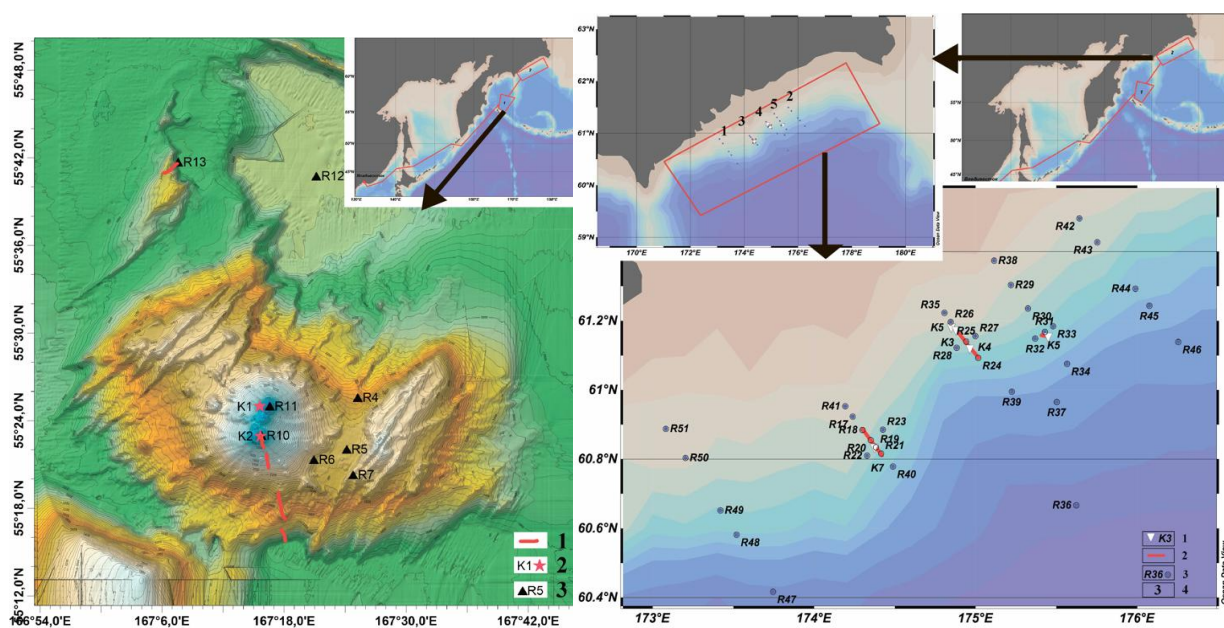 55°48,0'N
55°42,0'N
55°36,0'N
55°30,0'N
55°24,0'N
55°18,0'N
55°12,0'N
166°54,0'E
167°6,0'E
167°18,0'E
167°30,0'E
167°42,0'E
R13
R12
R4
K1
R11
K2
R10
R5
R6
R7
1
K1
2
R5
3
63°N
62°N
61°N
60°N
59°N
170°E
172°E
174°E
176°E
178°E
180°E
1
3
4
5
2
Ocean Data View
61.2°N
61°N
60.8°N
60.6°N
60.4°N
173°E
174°E
175°E
176°E
R42
R43
R38
R29
R44
R45
R35
R26
R30
R31
R33
K5
R25
R27
K3
K4
R28
R32
K5
R46
R24
R34
R41
R39
R37
R17
R23
R18
R51
R19
R20
R21
R22
K7
R50
R40
R49
R36
R48
R47
K3
1
2
R36
3
3
4
Ocean Data View